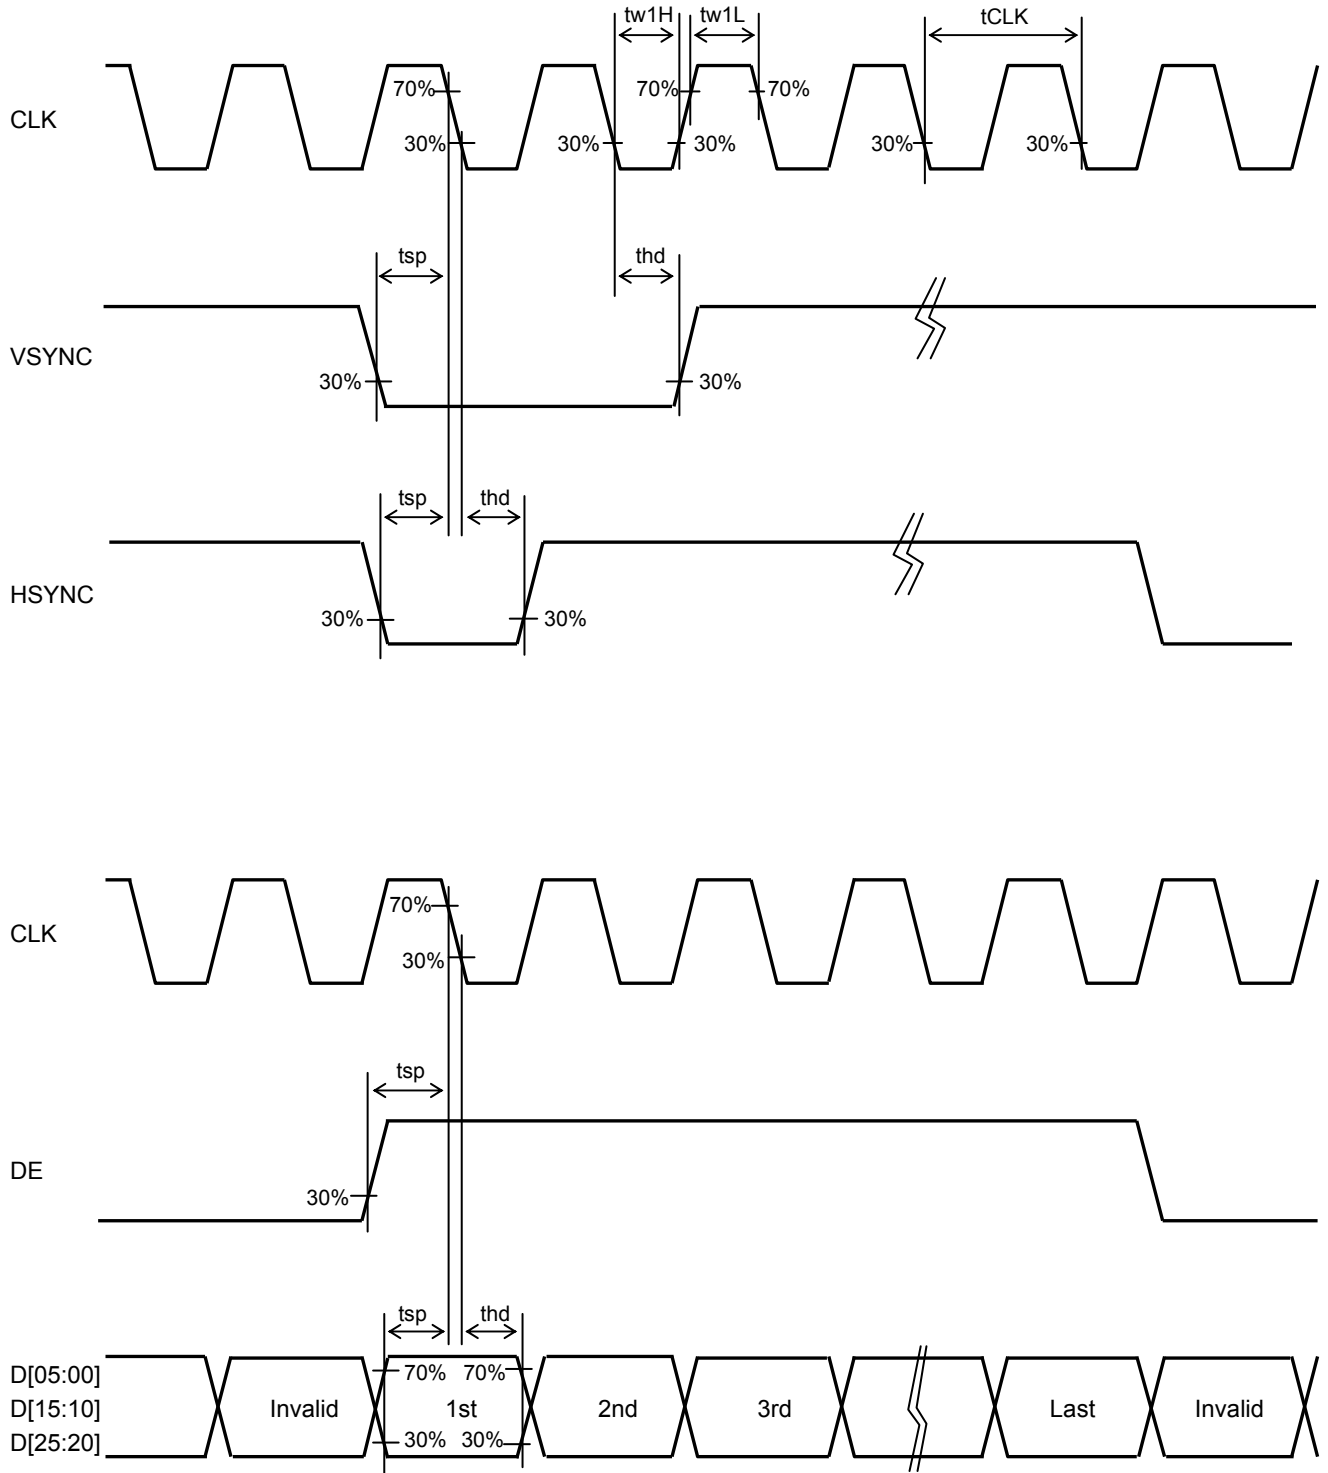 tw1H tw1L tCLK
70% 70% 70%
CLK
30% 30% 30% 30% 30%
tsp thd
VSYNC
30% 30%
tsp thd
HSYNC
30% 30%
70%
CLK
30%
tsp
DE
30%
tsp thd
D[05:00] 70% 70%
D[15:10] Invalid 1st 2nd 3rd Last Invalid
D[25:20] 30% 30%